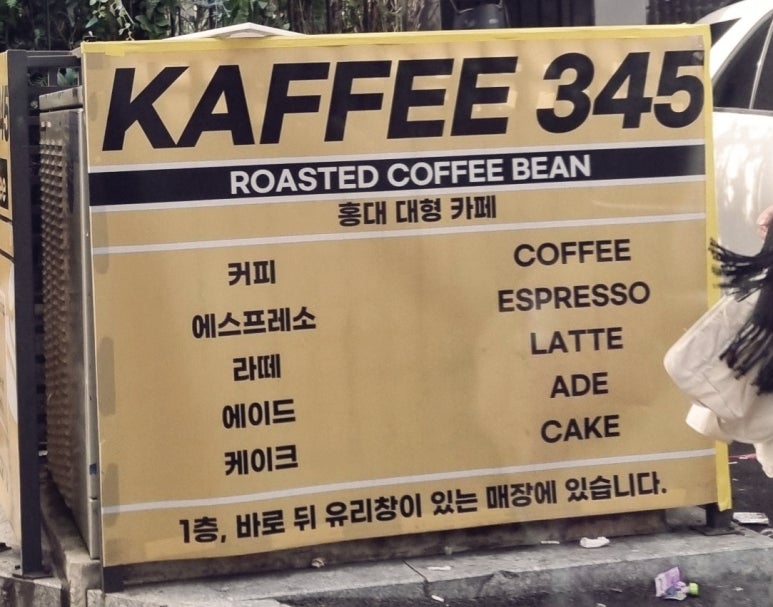 KAFFEE 345
ROASTED COFFEE BEAN
홍대 대형 카페
커피 COFFEE
에스프레소 ESPRESSO
라떼 LATTE
에이드 ADE
케이크 CAKE
1층, 바로 뒤 유리창이 있는 매장에 있습니다.